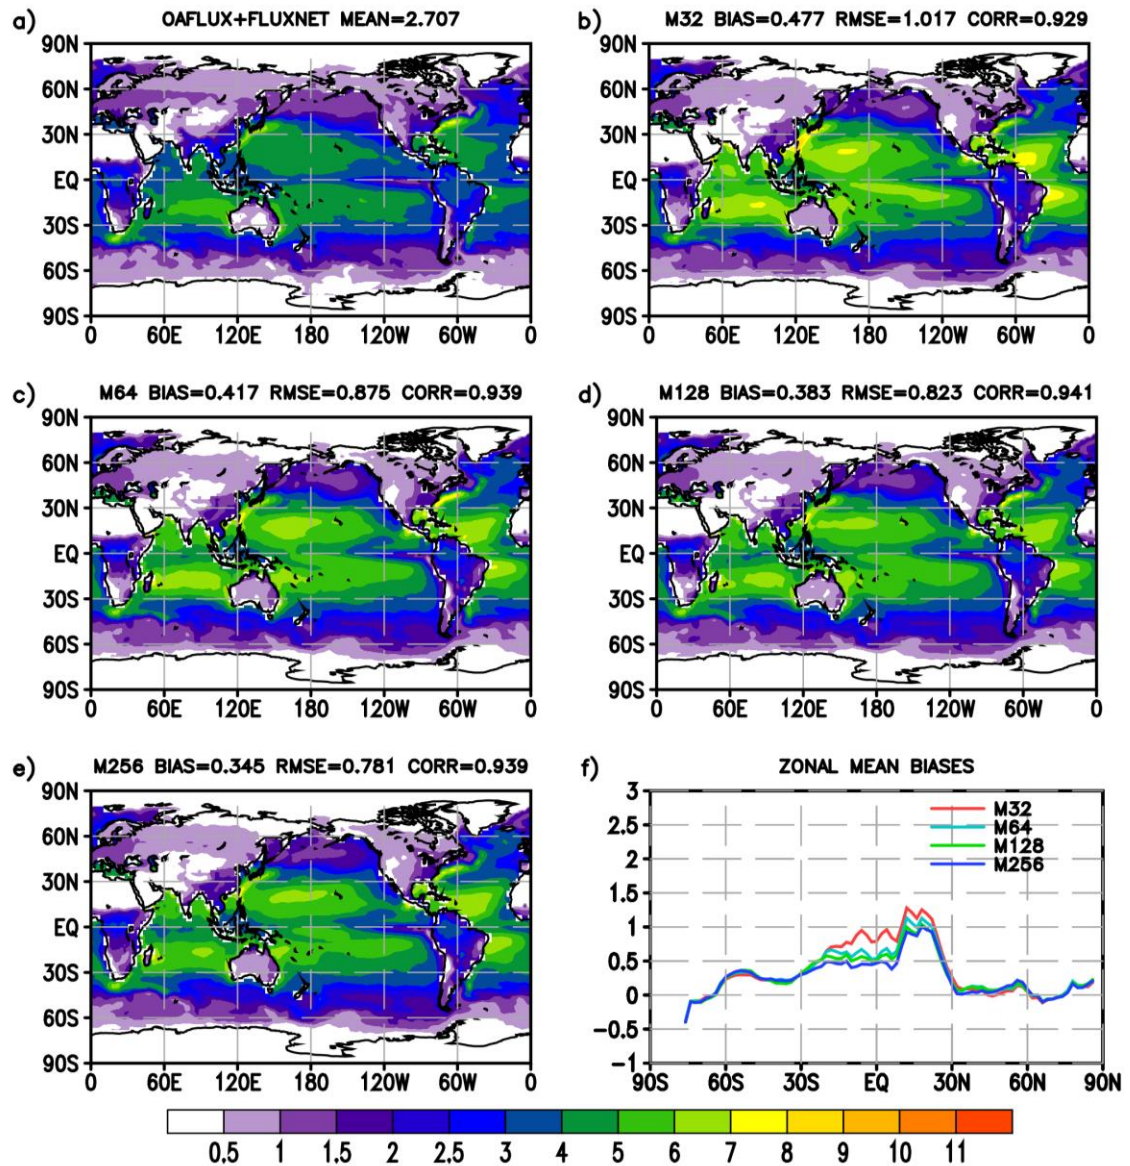 a) OAFLUX+FLUXNET MEAN=2.707
90N
60N
30N
EQ
30S
60S
90S
0 60E 120E 180 120W 60W 0
b) M32 BIAS=0.477 RMSE=1.017 CORR=0.929
90N
60N
30N
EQ
30S
60S
90S
0 60E 120E 180 120W 60W 0
c) M64 BIAS=0.417 RMSE=0.875 CORR=0.939
90N
60N
30N
EQ
30S
60S
90S
0 60E 120E 180 120W 60W 0
d) M128 BIAS=0.383 RMSE=0.823 CORR=0.941
90N
60N
30N
EQ
30S
60S
90S
0 60E 120E 180 120W 60W 0
e) M256 BIAS=0.345 RMSE=0.781 CORR=0.939
90N
60N
30N
EQ
30S
60S
90S
0 60E 120E 180 120W 60W 0
f) ZONAL MEAN BIASES
3
2.5
2
1.5
1
0.5
0
-0.5
-1
M32
M64
M128
M256
90S 60S 30S EQ 30N 60N 90N
0.5 1 1.5 2 2.5 3 4 5 6 7 8 9 10 11